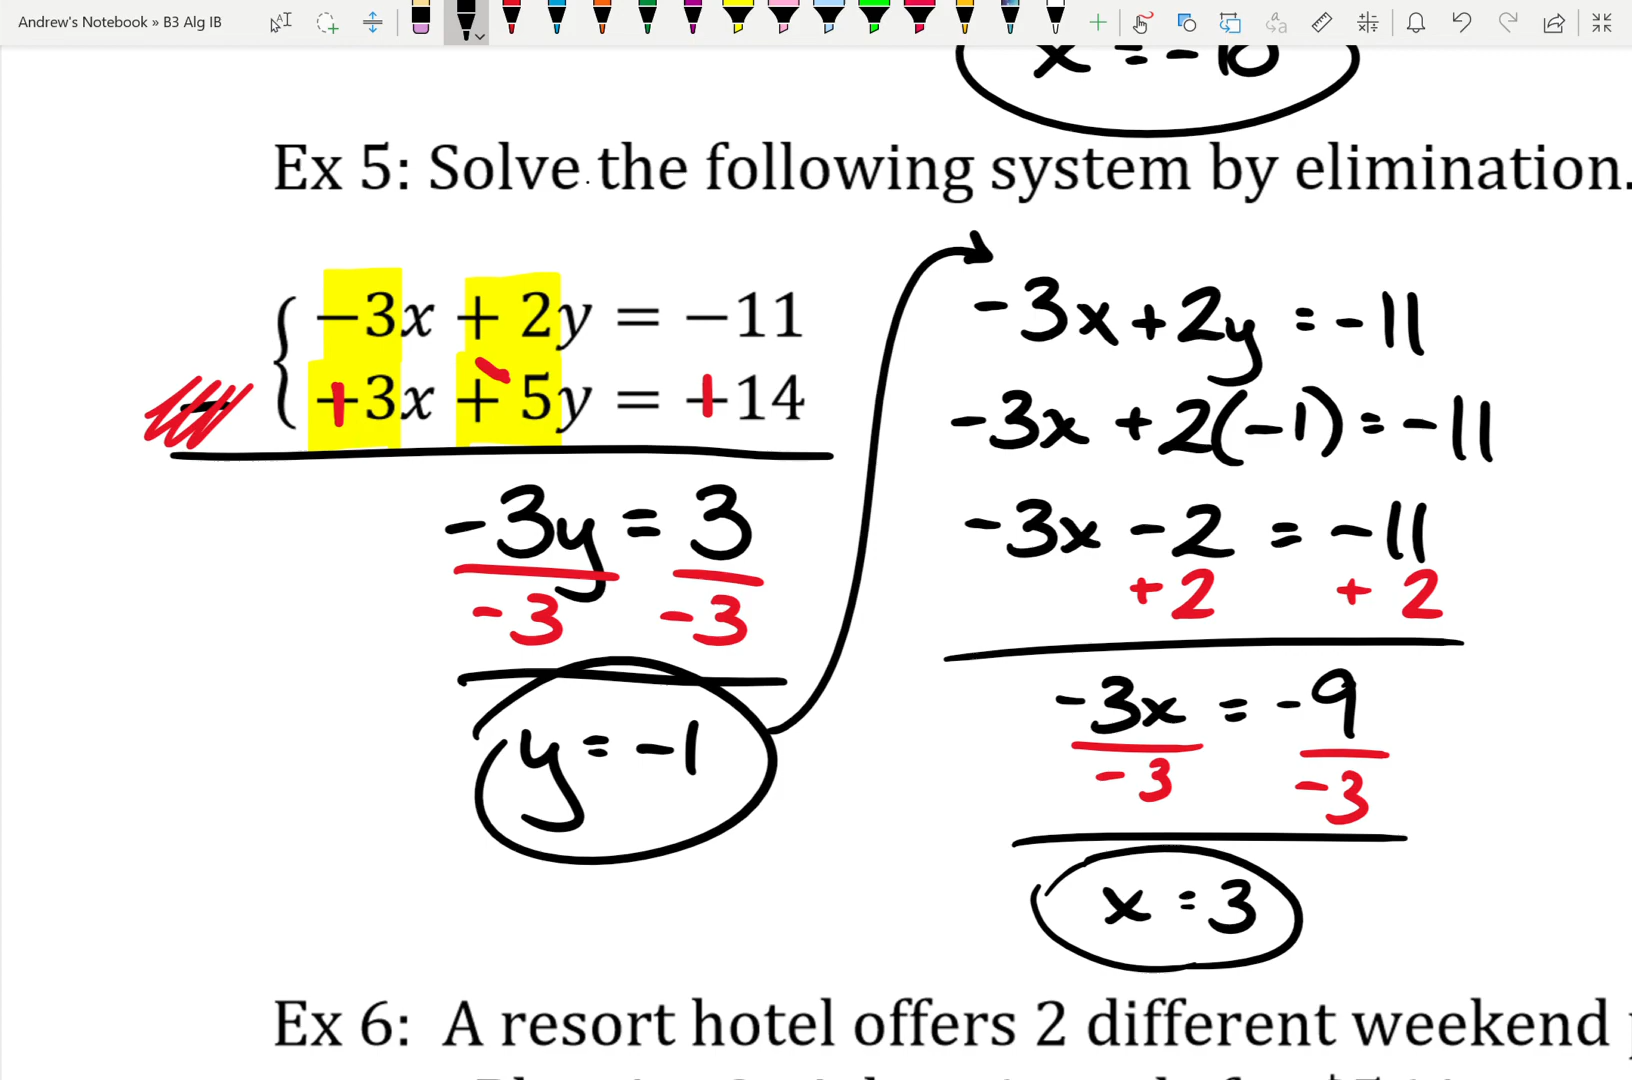 Andrew's Notebook » B3 Alg IB
x = -10
Ex 5: Solve the following system by elimination.
−3x + 2y = −11
+3x + 5y = +14
-3y = 3
-3 -3
y = -1
-3x + 2y = -11
-3x + 2(-1) = -11
-3x - 2 = -11
+2 + 2
-3x = -9
-3 -3
x = 3
Ex 6: A resort hotel offers 2 different weekend